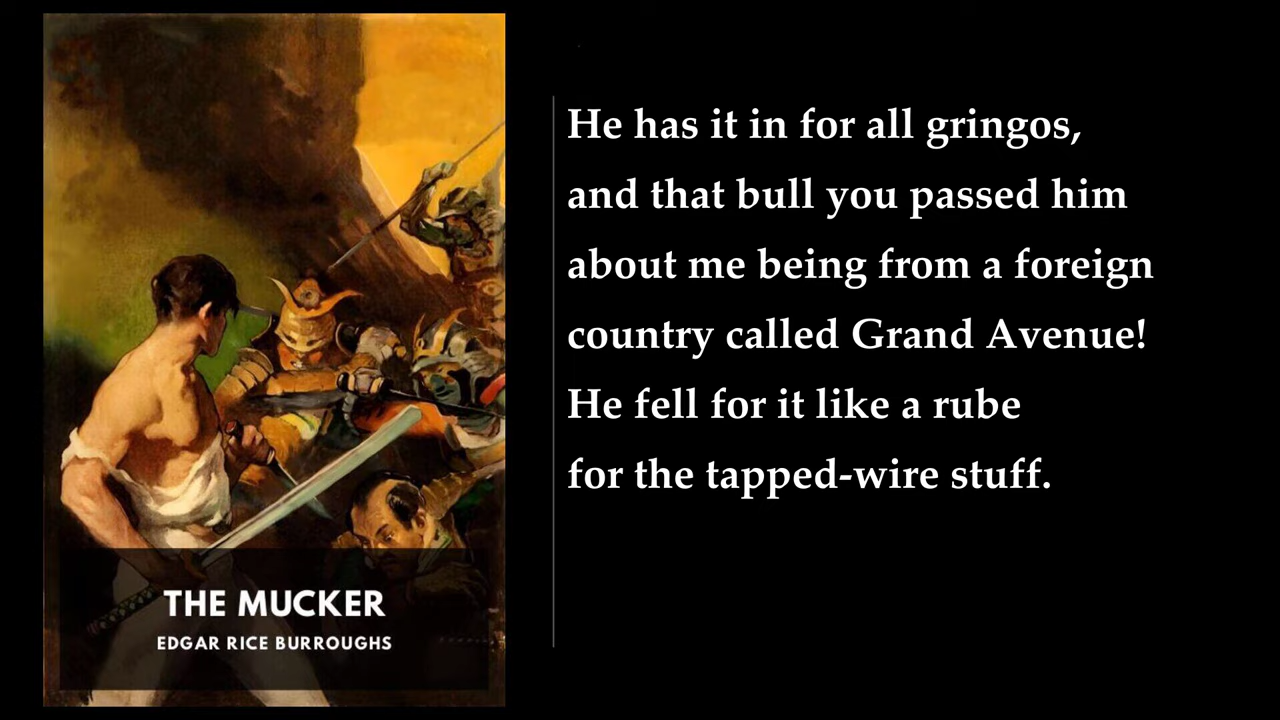 THE MUCKER
EDGAR RICE BURROUGHS
He has it in for all gringos,
and that bull you passed him
about me being from a foreign
country called Grand Avenue!
He fell for it like a rube
for the tapped-wire stuff.